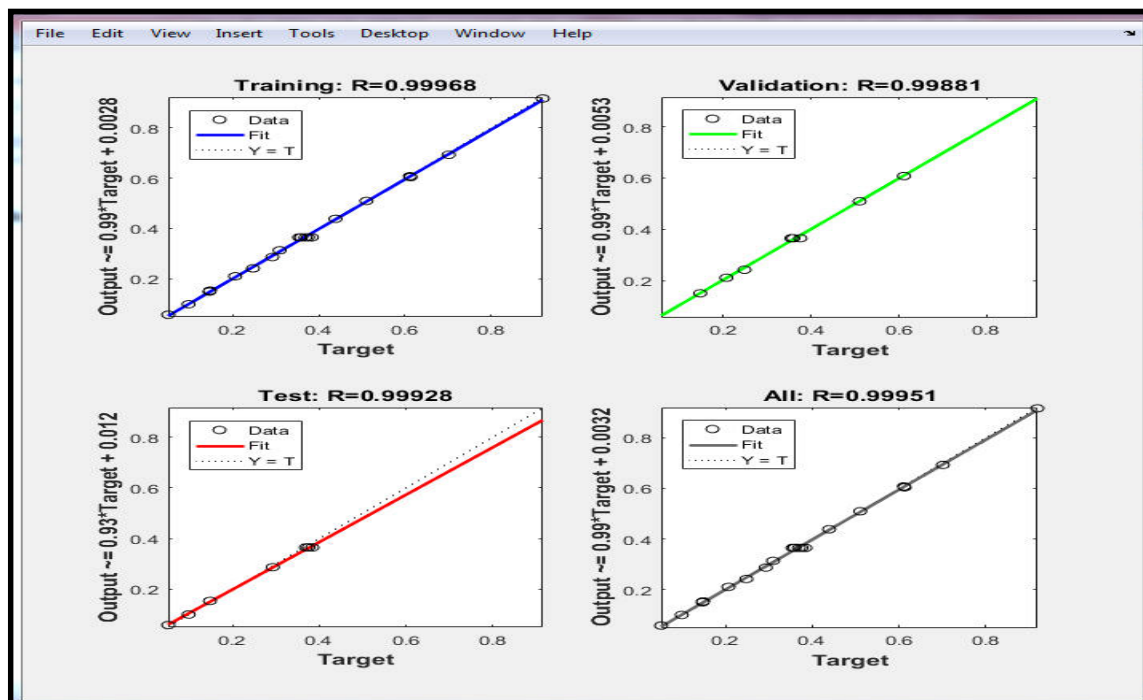 File Edit View Insert Tools Desktop Window Help
Training: R=0.99968
Output ~= 0.99*Target + 0.0028
Data
Fit
Y = T
0.8
0.6
0.4
0.2
0.2 0.4 0.6 0.8
Target
Validation: R=0.99881
Output ~= 0.99*Target + 0.0053
Data
Fit
Y = T
0.8
0.6
0.4
0.2
0.2 0.4 0.6 0.8
Target
Test: R=0.99928
Output ~= 0.93*Target + 0.012
Data
Fit
Y = T
0.8
0.6
0.4
0.2
0.2 0.4 0.6 0.8
Target
All: R=0.99951
Output ~= 0.99*Target + 0.0032
Data
Fit
Y = T
0.8
0.6
0.4
0.2
0.2 0.4 0.6 0.8
Target